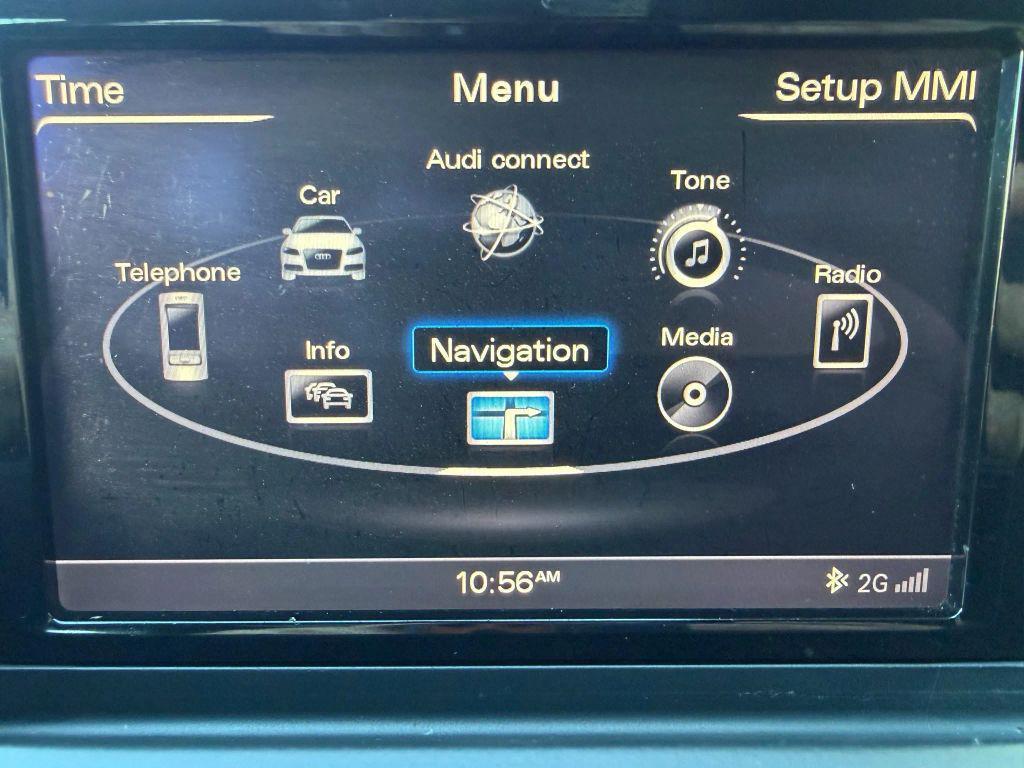 Time
Menu
Setup MMI
Audi connect
Car
Tone
Telephone
Radio
Info
Navigation
Media
10:56AM
2G